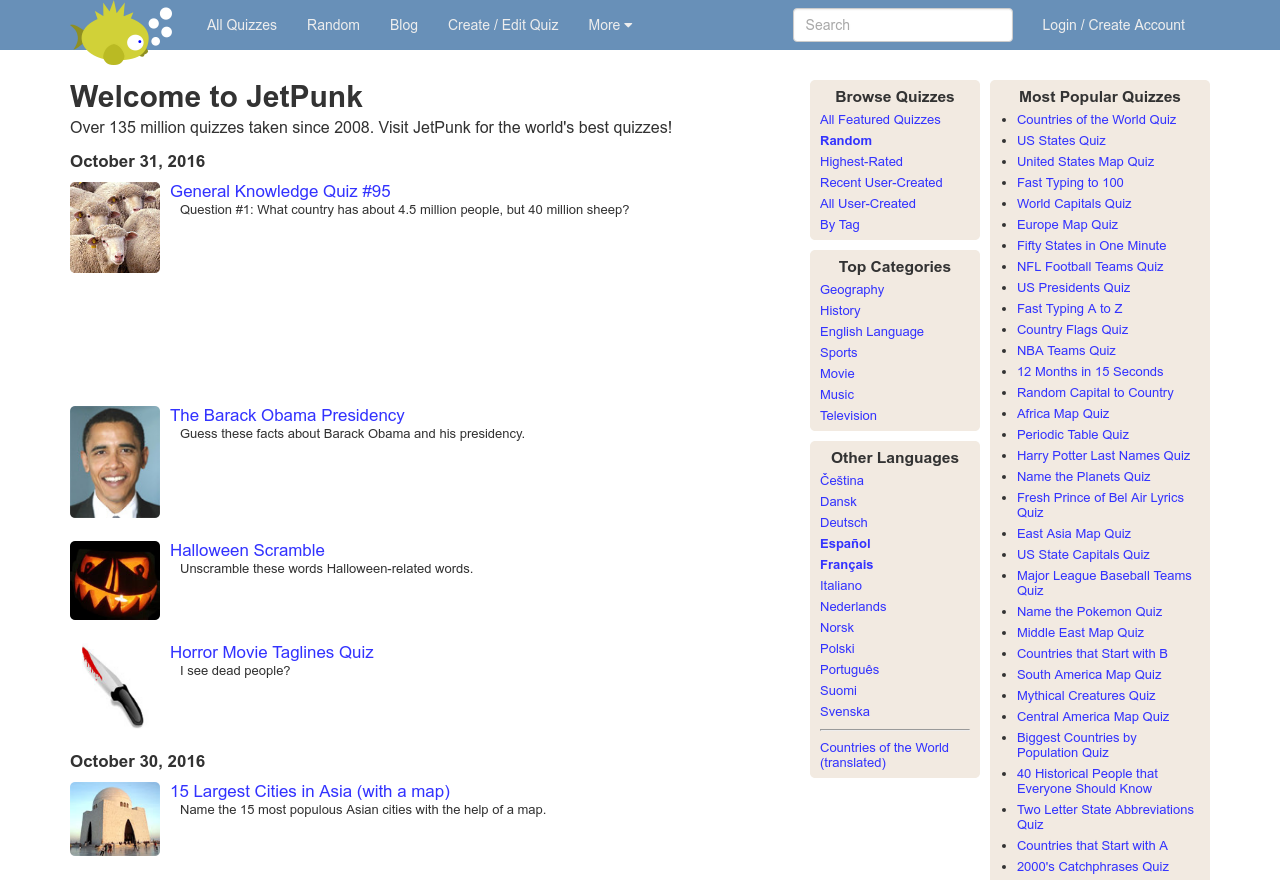 All Quizzes
Random
Blog
Create / Edit Quiz
More
Search
Login / Create Account
Welcome to JetPunk
Over 135 million quizzes taken since 2008. Visit JetPunk for the world's best quizzes!
October 31, 2016
General Knowledge Quiz #95
Question #1: What country has about 4.5 million people, but 40 million sheep?
The Barack Obama Presidency
Guess these facts about Barack Obama and his presidency.
Halloween Scramble
Unscramble these words Halloween-related words.
Horror Movie Taglines Quiz
I see dead people?
October 30, 2016
15 Largest Cities in Asia (with a map)
Name the 15 most populous Asian cities with the help of a map.
Browse Quizzes
All Featured Quizzes
Random
Highest-Rated
Recent User-Created
All User-Created
By Tag
Top Categories
Geography
History
English Language
Sports
Movie
Music
Television
Other Languages
Čeština
Dansk
Deutsch
Español
Français
Italiano
Nederlands
Norsk
Polski
Português
Suomi
Svenska
Countries of the World
(translated)
Most Popular Quizzes
Countries of the World Quiz
US States Quiz
United States Map Quiz
Fast Typing to 100
World Capitals Quiz
Europe Map Quiz
Fifty States in One Minute
NFL Football Teams Quiz
US Presidents Quiz
Fast Typing A to Z
Country Flags Quiz
NBA Teams Quiz
12 Months in 15 Seconds
Random Capital to Country
Africa Map Quiz
Periodic Table Quiz
Harry Potter Last Names Quiz
Name the Planets Quiz
Fresh Prince of Bel Air Lyrics
Quiz
East Asia Map Quiz
US State Capitals Quiz
Major League Baseball Teams
Quiz
Name the Pokemon Quiz
Middle East Map Quiz
Countries that Start with B
South America Map Quiz
Mythical Creatures Quiz
Central America Map Quiz
Biggest Countries by
Population Quiz
40 Historical People that
Everyone Should Know
Two Letter State Abbreviations
Quiz
Countries that Start with A
2000's Catchphrases Quiz